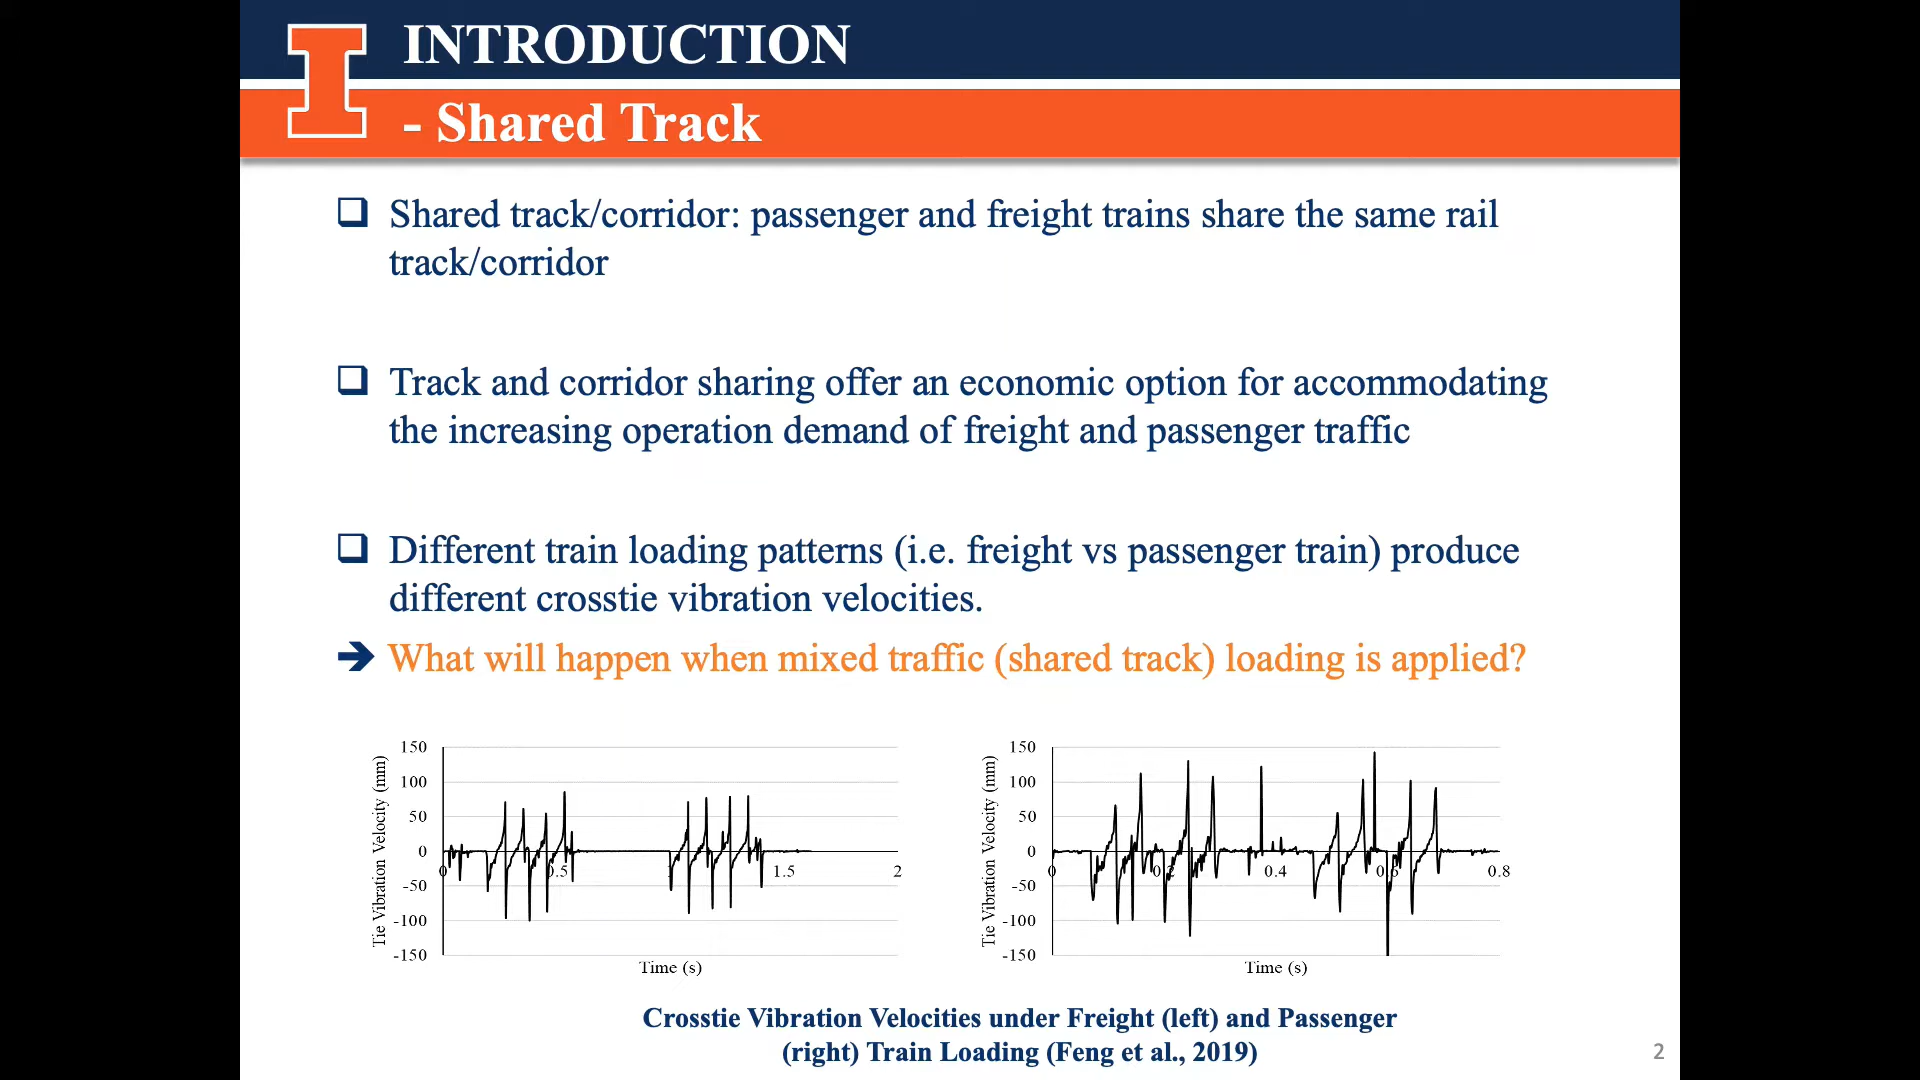 INTRODUCTION
- Shared Track
Shared track/corridor: passenger and freight trains share the same rail
track/corridor
Track and corridor sharing offer an economic option for accommodating
the increasing operation demand of freight and passenger traffic
Different train loading patterns (i.e. freight vs passenger train) produce
different crosstie vibration velocities.
What will happen when mixed traffic (shared track) loading is applied?
Tie Vibration Velocity (mm)
150
100
50
0
-50
-100
-150
0
0.5
1
1.5
2
Time (s)
Tie Vibration Velocity (mm)
150
100
50
0
-50
-100
-150
0
0.2
0.4
0.6
0.8
Time (s)
Crosstie Vibration Velocities under Freight (left) and Passenger
(right) Train Loading (Feng et al., 2019)
2